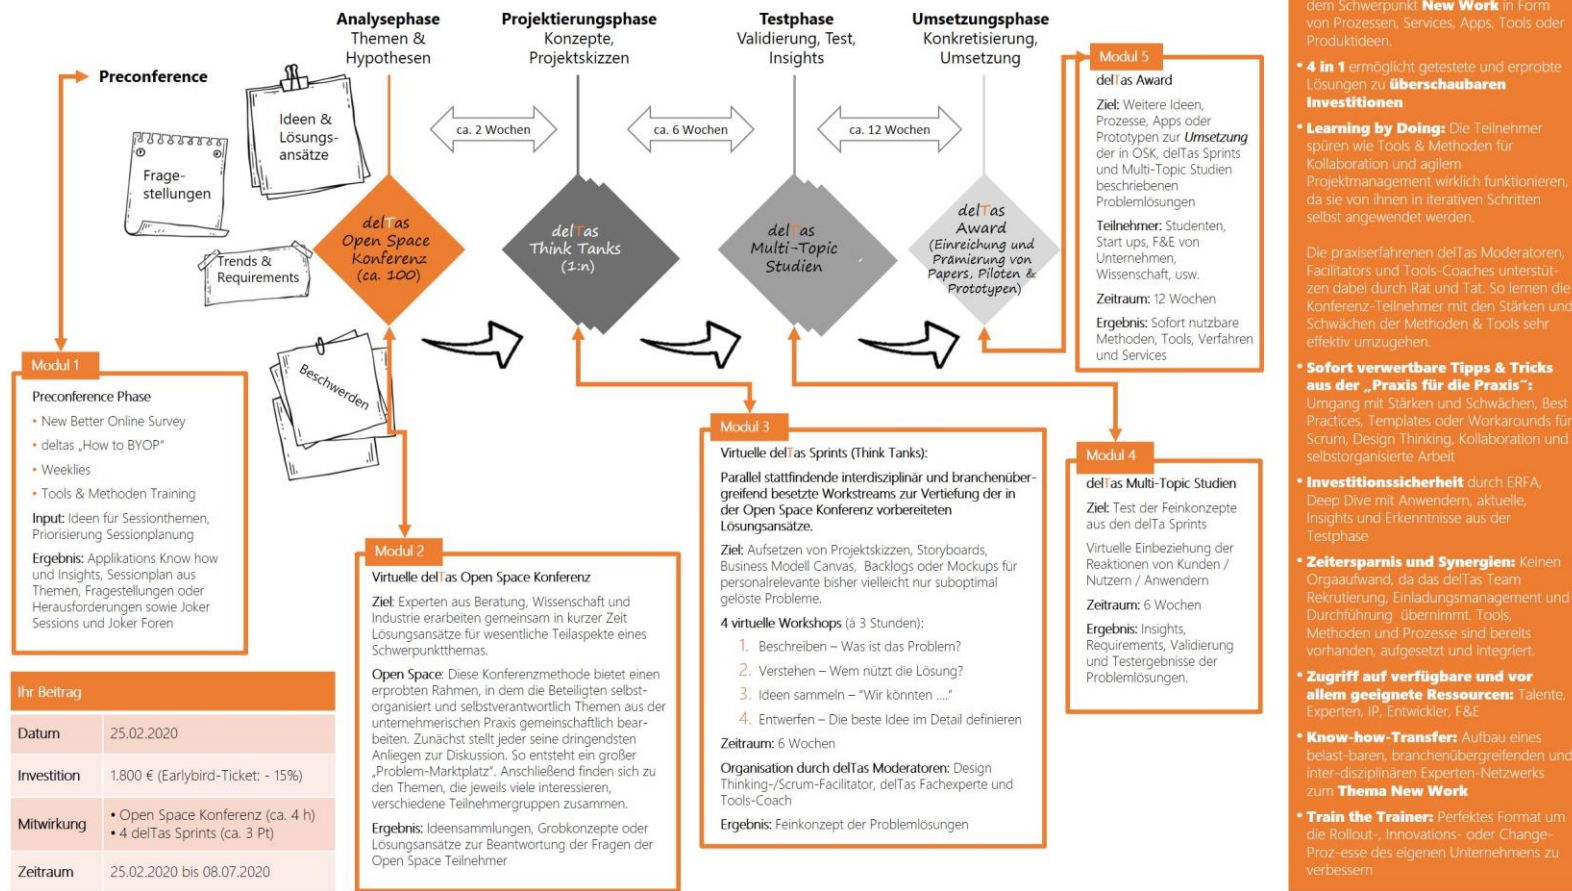 Analysephase
Themen &
Hypothesen
Projektierungsphase
Konzepte,
Projektskizzen
Testphase
Validierung, Test,
Insights
Umsetzungsphase
Konkretisierung,
Umsetzung
Preconference
Ideen &
Lösungs-
ansätze
Frage-
stellungen
Trends &
Requirements
Beschwerden
ca. 2 Wochen
ca. 6 Wochen
ca. 12 Wochen
delTas
Open Space
Konferenz
(ca. 100)
delTas
Think Tanks
(1:n)
delTas
Multi-Topic
Studien
delTas
Award
(Einreichung und
Prämierung von
Papers, Piloten &
Prototypen)
Modul 1
Preconference Phase
• New Better Online Survey
• deltas „How to BYOP"
• Weeklies
• Tools & Methoden Training
Input: Ideen für Sessionthemen,
Priorisierung Sessionplanung
Ergebnis: Applikations Know how
und Insights, Sessionplan aus
Themen, Fragestellungen oder
Herausforderungen sowie Joker
Sessions und Joker Foren
Ihr Beitrag
Datum 25.02.2020
Investition 1.800 € (Earlybird-Ticket: - 15%)
Mitwirkung • Open Space Konferenz (ca. 4 h)
• 4 delTas Sprints (ca. 3 Pt)
Zeitraum 25.02.2020 bis 08.07.2020
Modul 2
Virtuelle delTas Open Space Konferenz
Ziel: Experten aus Beratung, Wissenschaft und
Industrie erarbeiten gemeinsam in kurzer Zeit
Lösungsansätze für wesentliche Teilaspekte eines
Schwerpunktthemas.
Open Space: Diese Konferenzmethode bietet einen
erprobten Rahmen, in dem die Beteiligten selbst-
organisiert und selbstverantwortlich Themen aus der
unternehmerischen Praxis gemeinschaftlich bear-
beiten. Zunächst stellt jeder seine dringendsten
Anliegen zur Diskussion. So entsteht ein großer
„Problem-Marktplatz". Anschließend finden sich zu
den Themen, die jeweils viele interessieren,
verschiedene Teilnehmergruppen zusammen.
Ergebnis: Ideensammlungen, Grobkonzepte oder
Lösungsansätze zur Beantwortung der Fragen der
Open Space Teilnehmer
Modul 3
Virtuelle delTas Sprints (Think Tanks):
Parallel stattfindende interdisziplinär und branchenüber-
greifend besetzte Workstreams zur Vertiefung der in
der Open Space Konferenz vorbereiteten
Lösungsansätze.
Ziel: Aufsetzen von Projektskizzen, Storyboards,
Business Modell Canvas, Backlogs oder Mockups für
personalrelevante bisher vielleicht nur suboptimal
gelöste Probleme.
4 virtuelle Workshops (á 3 Stunden):
1. Beschreiben – Was ist das Problem?
2. Verstehen – Wem nützt die Lösung?
3. Ideen sammeln – "Wir könnten ...."
4. Entwerfen – Die beste Idee im Detail definieren
Zeitraum: 6 Wochen
Organisation durch delTas Moderatoren: Design
Thinking-/Scrum-Facilitator, delTas Fachexperte und
Tools-Coach
Ergebnis: Feinkonzept der Problemlösungen
Modul 4
delTas Multi-Topic Studien
Ziel: Test der Feinkonzepte
aus den delTa Sprints
Virtuelle Einbeziehung der
Reaktionen von Kunden /
Nutzern / Anwendern
Zeitraum: 6 Wochen
Ergebnis: Insights,
Requirements, Validierung
und Testergebnisse der
Problemlösungen.
Modul 5
delTas Award
Ziel: Weitere Ideen,
Prozesse, Apps oder
Prototypen zur Umsetzung
der in OSK, delTas Sprints
und Multi-Topic Studien
beschriebenen
Problemlösungen
Teilnehmer: Studenten,
Start ups, F&E von
Unternehmen,
Wissenschaft, usw.
Zeitraum: 12 Wochen
Ergebnis: Sofort nutzbare
Methoden, Tools, Verfahren
und Services
dem Schwerpunkt New Work in Form
von Prozessen, Services, Apps, Tools oder
Produktideen.
• 4 in 1 ermöglicht getestete und erprobte
Lösungen zu überschaubaren
Investitionen
• Learning by Doing: Die Teilnehmer
spüren wie Tools & Methoden für
Kollaboration und agilem
Projektmanagement wirklich funktionieren,
da sie von ihnen in iterativen Schritten
selbst angewendet werden.
Die praxiserfahrenen delTas Moderatoren,
Facilitators und Tools-Coaches unterstüt-
zen dabei durch Rat und Tat. So lernen die
Konferenz-Teilnehmer mit den Stärken und
Schwächen der Methoden & Tools sehr
effektiv umzugehen.
• Sofort verwertbare Tipps & Tricks
aus der „Praxis für die Praxis":
Umgang mit Stärken und Schwächen, Best
Practices, Templates oder Workarounds für
Scrum, Design Thinking, Kollaboration und
selbstorganisierte Arbeit
• Investitionssicherheit durch ERFA,
Deep Dive mit Anwendern, aktuelle,
Insights und Erkenntnisse aus der
Testphase
• Zeitersparnis und Synergien: Keinen
Orgaaufwand, da das delTas Team
Rekrutierung, Einladungsmanagement und
Durchführung übernimmt. Tools,
Methoden und Prozesse sind bereits
vorhanden, aufgesetzt und integriert.
• Zugriff auf verfügbare und vor
allem geeignete Ressourcen: Talente,
Experten, IP, Entwickler, F&E
• Know-how-Transfer: Aufbau eines
belast-baren, branchenübergreifenden und
inter-disziplinären Experten-Netzwerks
zum Thema New Work
• Train the Trainer: Perfektes Format um
die Rollout-, Innovations- oder Change-
Proz-esse des eigenen Unternehmens zu
verbessern